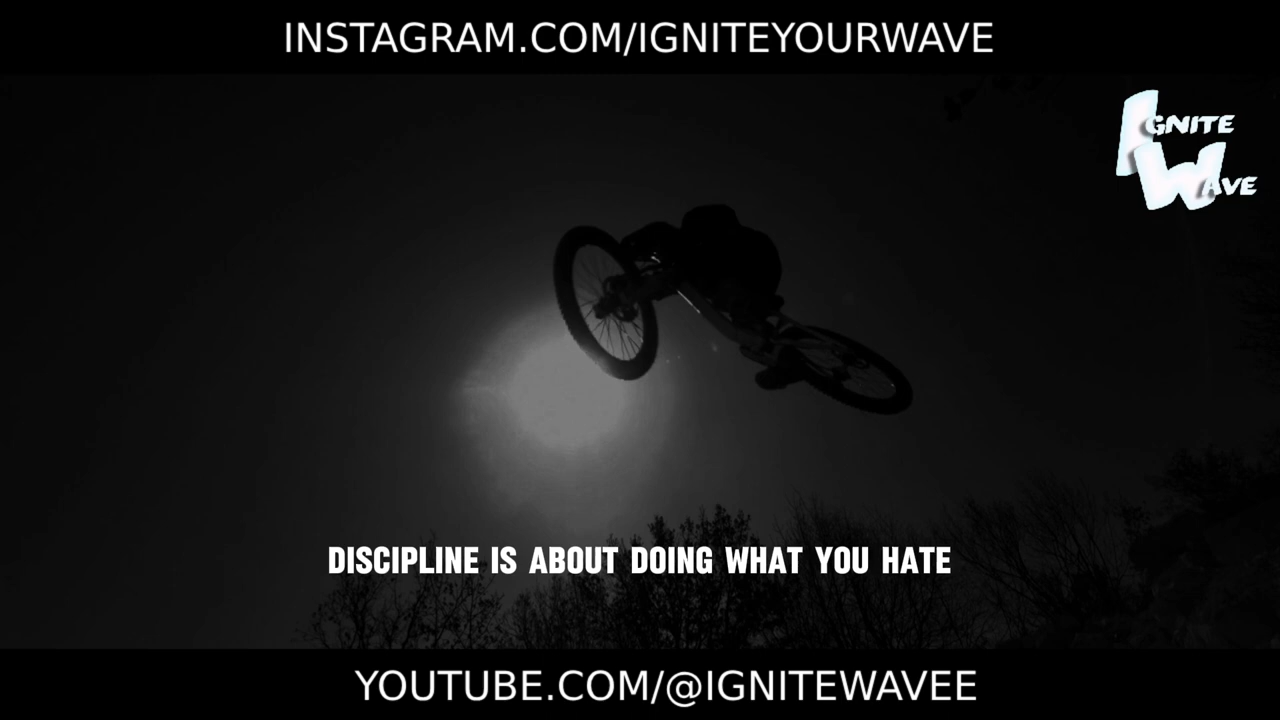 INSTAGRAM.COM/IGNITEYOURWAVE
IGNITE
WAVE
DISCIPLINE IS ABOUT DOING WHAT YOU HATE
YOUTUBE.COM/@IGNITEWAVEE